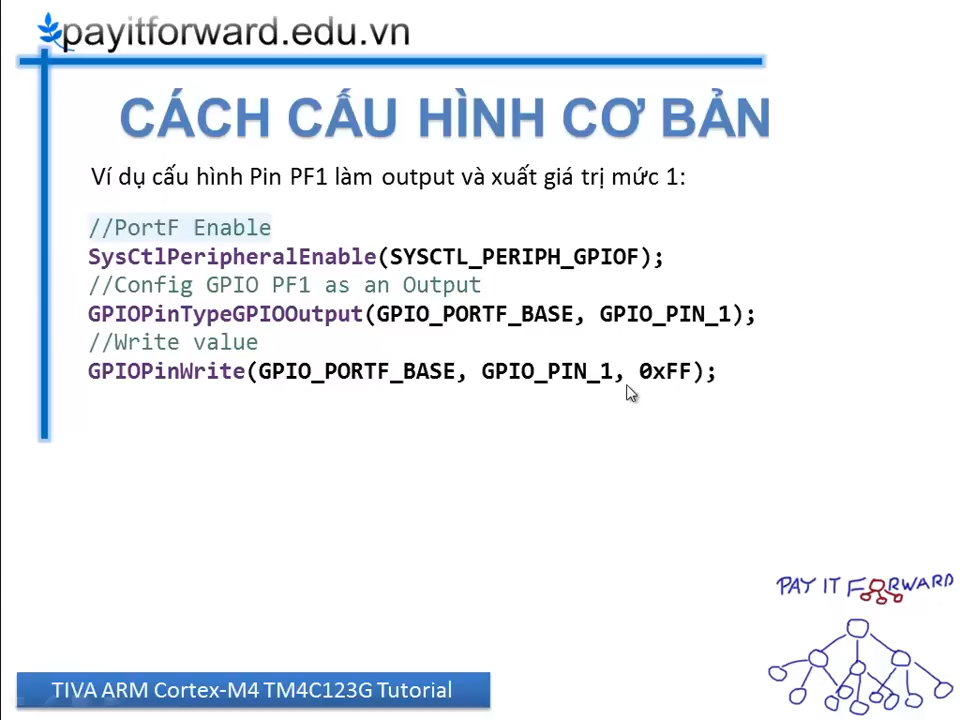 payitforward.edu.vn
CÁCH CẤU HÌNH CƠ BẢN
Ví dụ cấu hình Pin PF1 làm output và xuất giá trị mức 1:
//PortF Enable
SysCtlPeripheralEnable(SYSCTL_PERIPH_GPIOF);
//Config GPIO PF1 as an Output
GPIOPinTypeGPIOOutput(GPIO_PORTF_BASE, GPIO_PIN_1);
//Write value
GPIOPinWrite(GPIO_PORTF_BASE, GPIO_PIN_1, 0xFF);
PAY IT FORWARD
TIVA ARM Cortex-M4 TM4C123G Tutorial